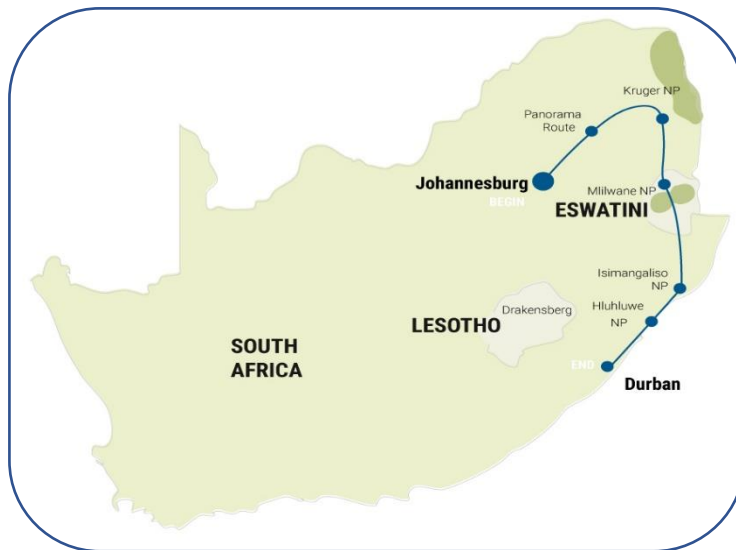 Kruger NP
Panorama
Route
Johannesburg
BEGIN
Mlilwane NP
ESWATINI
Isimangaliso
NP
Drakensberg
LESOTHO
Hluhluwe
NP
SOUTH
AFRICA
END
Durban